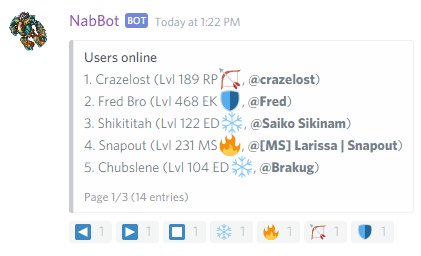 NabBot BOT Today at 1:22 PM
Users online
1. Crazelost (Lvl 189 RP🏹, @crazelost)
2. Fred Bro (Lvl 468 EK🛡, @Fred)
3. Shikititah (Lvl 122 ED❄, @Saiko Sikinam)
4. Snapout (Lvl 231 MS🔥, @[MS] Larissa | Snapout)
5. Chubslene (Lvl 104 ED❄, @Brakug)
Page 1/3 (14 entries)
◀ 1 ▶ 1 ⏹ 1 ❄ 1 🔥 1 🏹 1 🛡 1